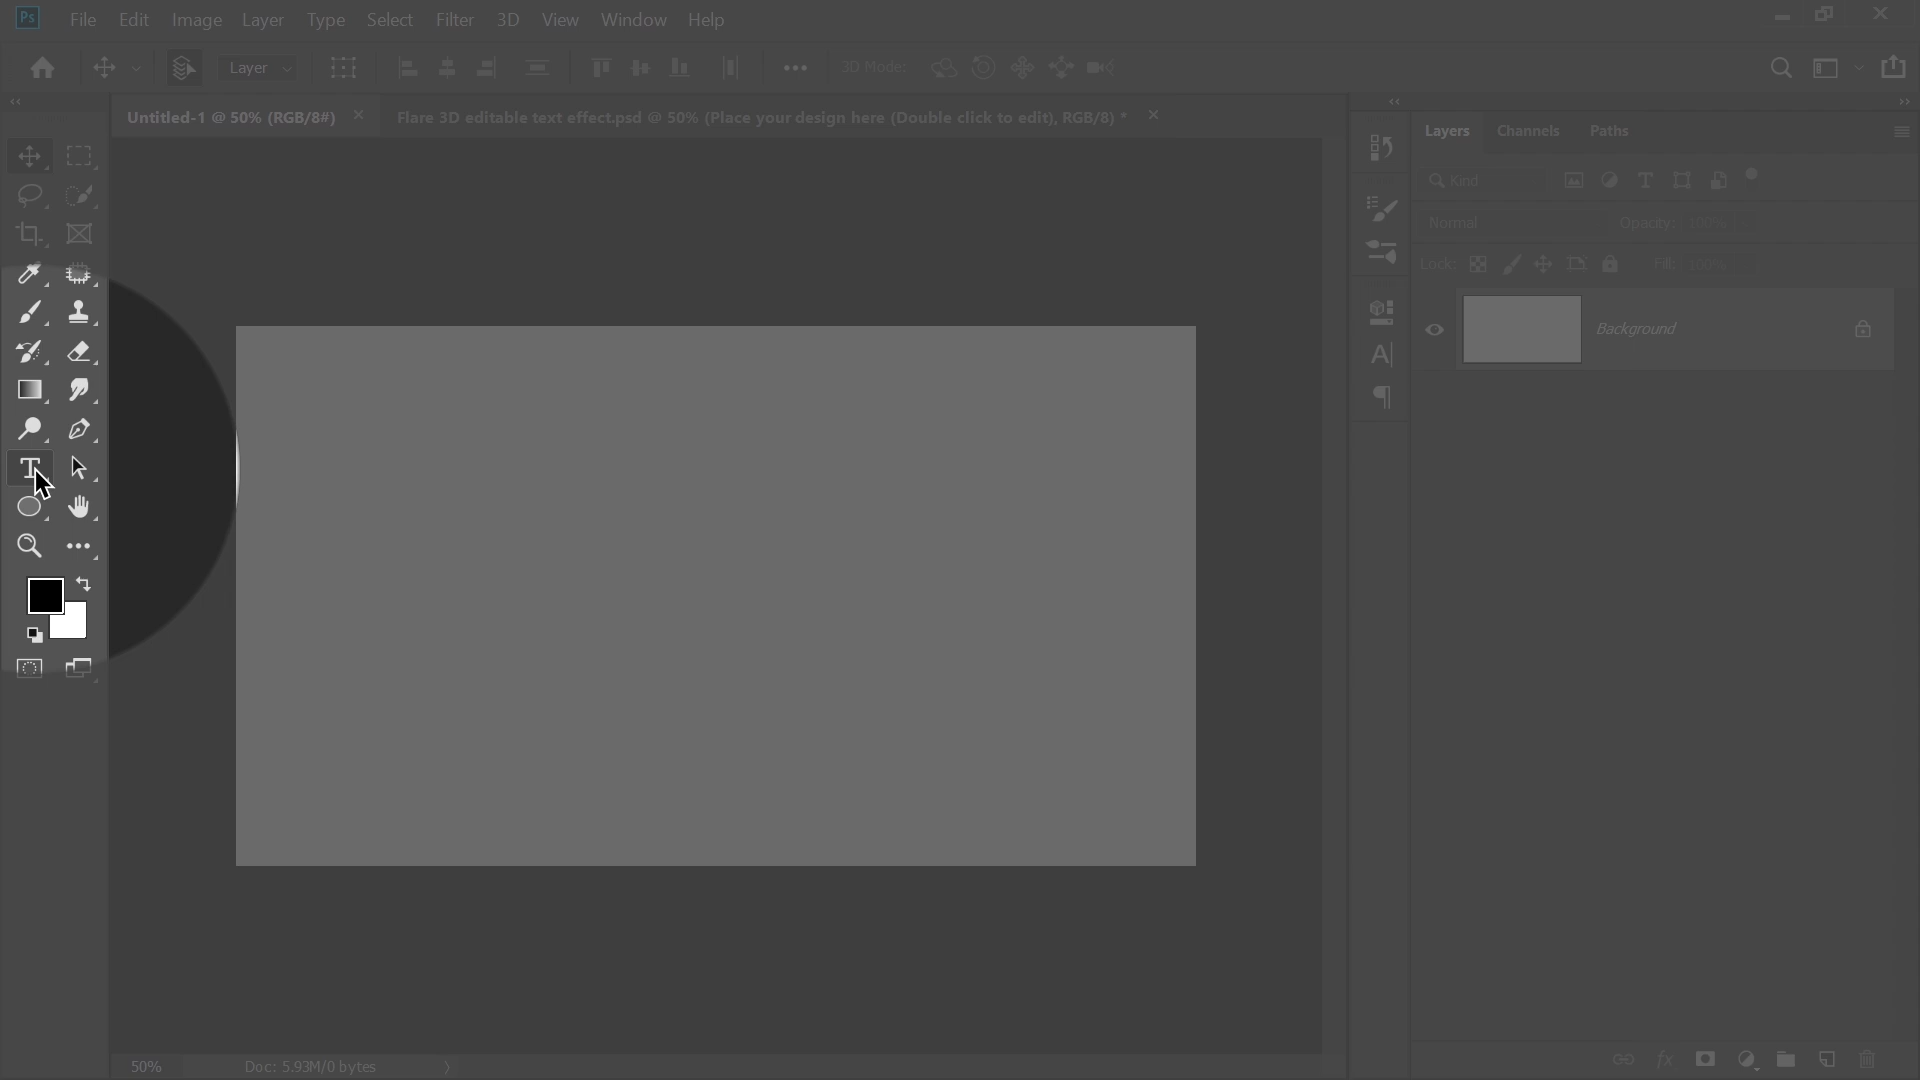 Ps File Edit Image Layer Type Select Filter 3D View Window Help
Layer 3D Mode:
Untitled-1 @ 50% (RGB/8#) Flare 3D editable text effect.psd @ 50% (Place your design here (Double click to edit), RGB/8) *
Layers Channels Paths
Kind
Normal Opacity: 100%
Lock: Fill: 100%
Background
50% Doc: 5.93M/0 bytes